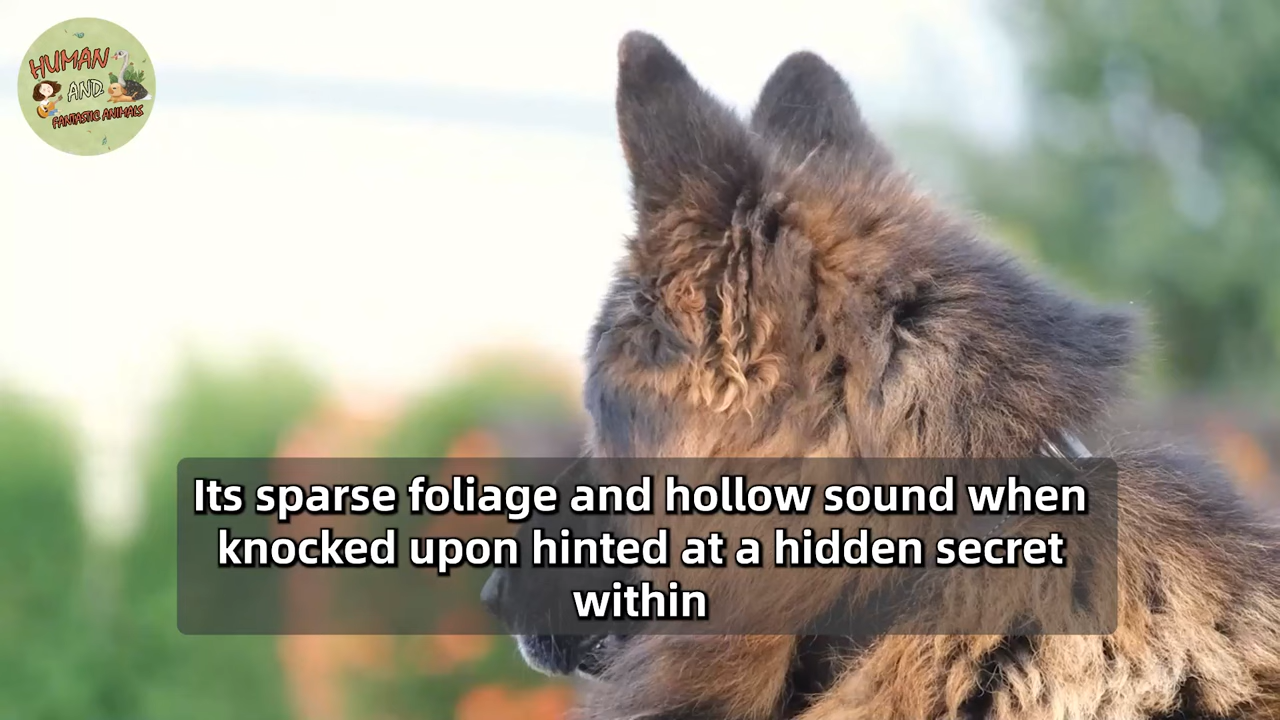 HUMAN
AND
FANTASTIC ANIMALS
Its sparse foliage and hollow sound when
knocked upon hinted at a hidden secret
within